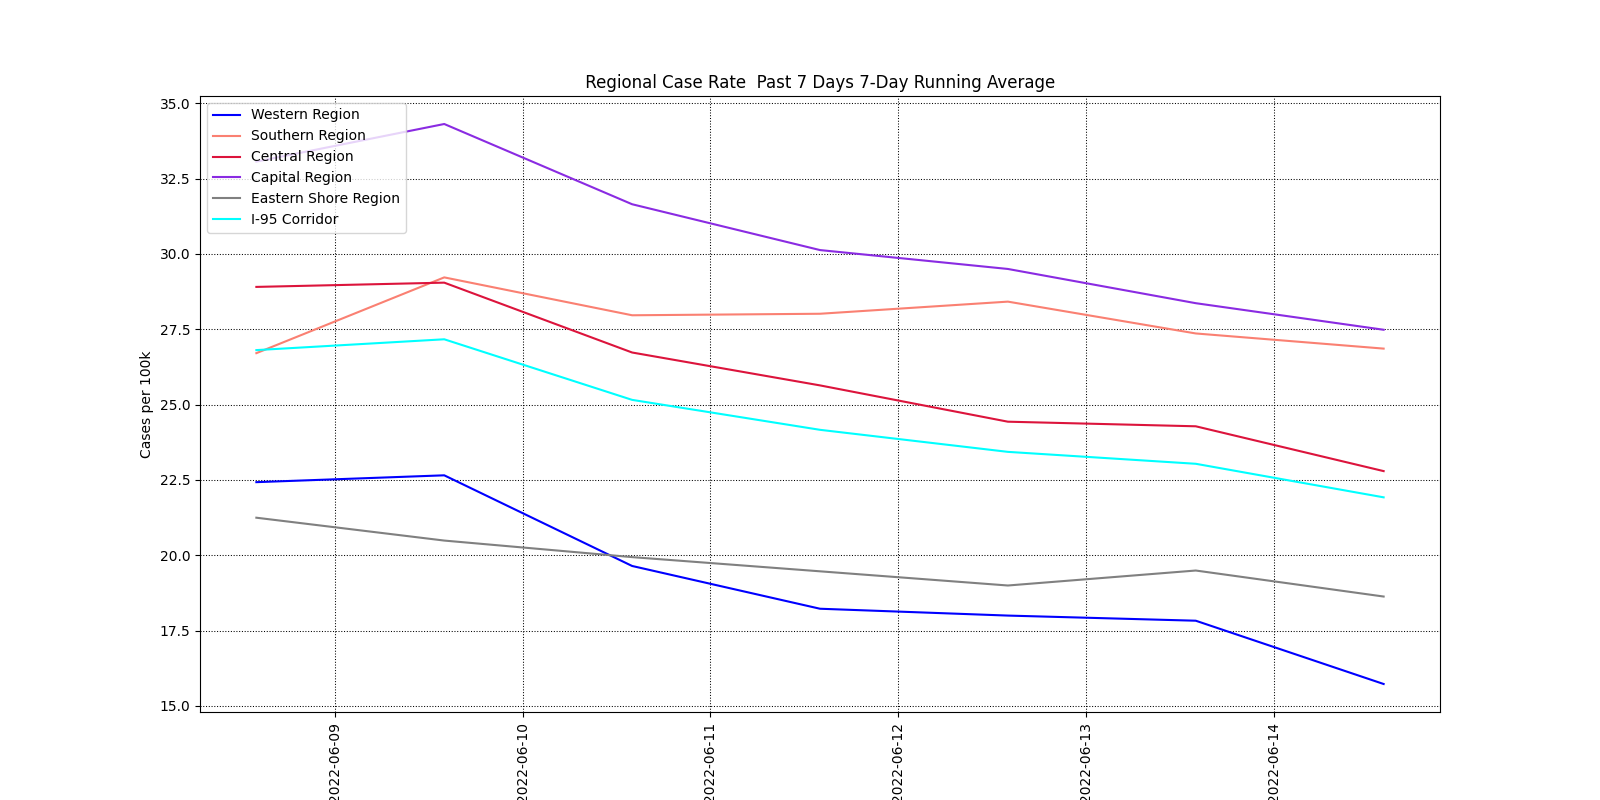 Regional Case Rate  Past 7 Days 7-Day Running Average
35.0
32.5
30.0
27.5
25.0
22.5
20.0
17.5
15.0
Cases per 100k
Western Region
Southern Region
Central Region
Capital Region
Eastern Shore Region
I-95 Corridor
2022-06-09
2022-06-10
2022-06-11
2022-06-12
2022-06-13
2022-06-14